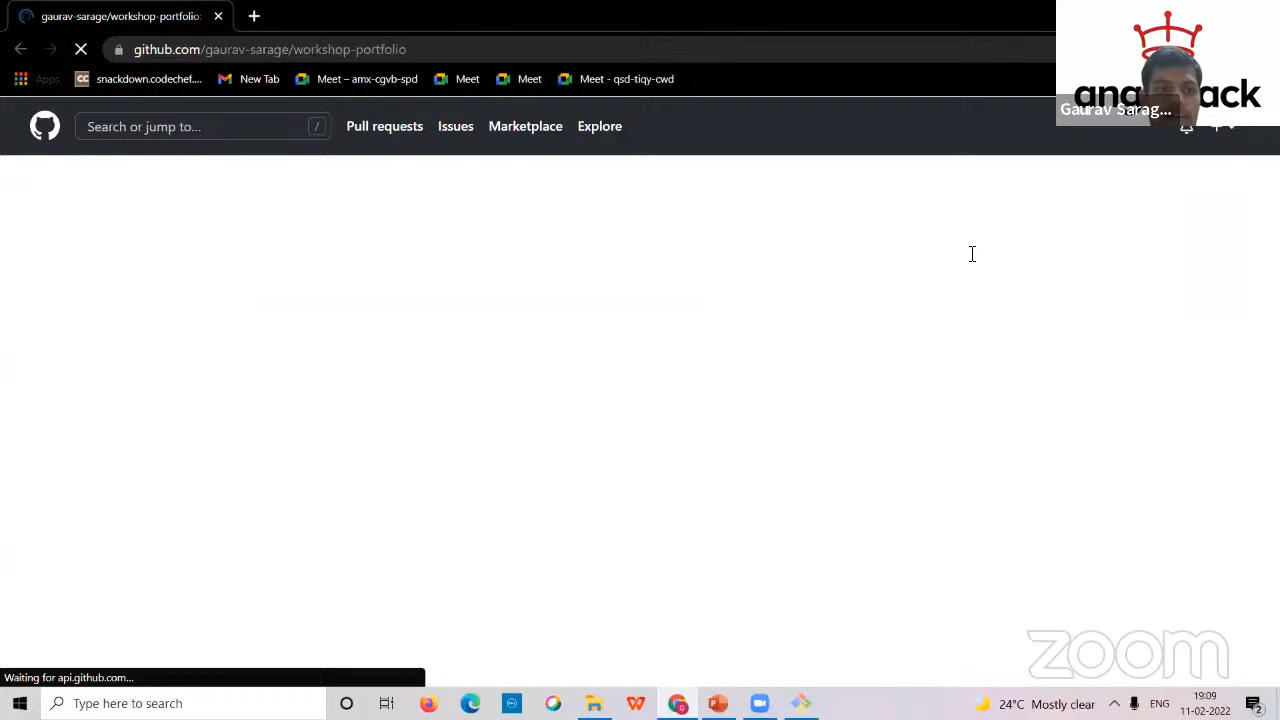 gaurav-sarage/workshop-portfolio:
github.com/gaurav-sarage/workshop-portfolio
Apps
CC snackdown.codechef....
New Tab
Meet – amx-cgvb-spd
Meet
Meet
Meet - qsd-tiqy-cwd
Gaurav Sarag...
Search or jump to...
/
Pull requests
Issues
Marketplace
Explore
zoom
Waiting for api.github.com...
Type here to search
24°C Mostly clear
ENG
19:09
11-02-2022
2